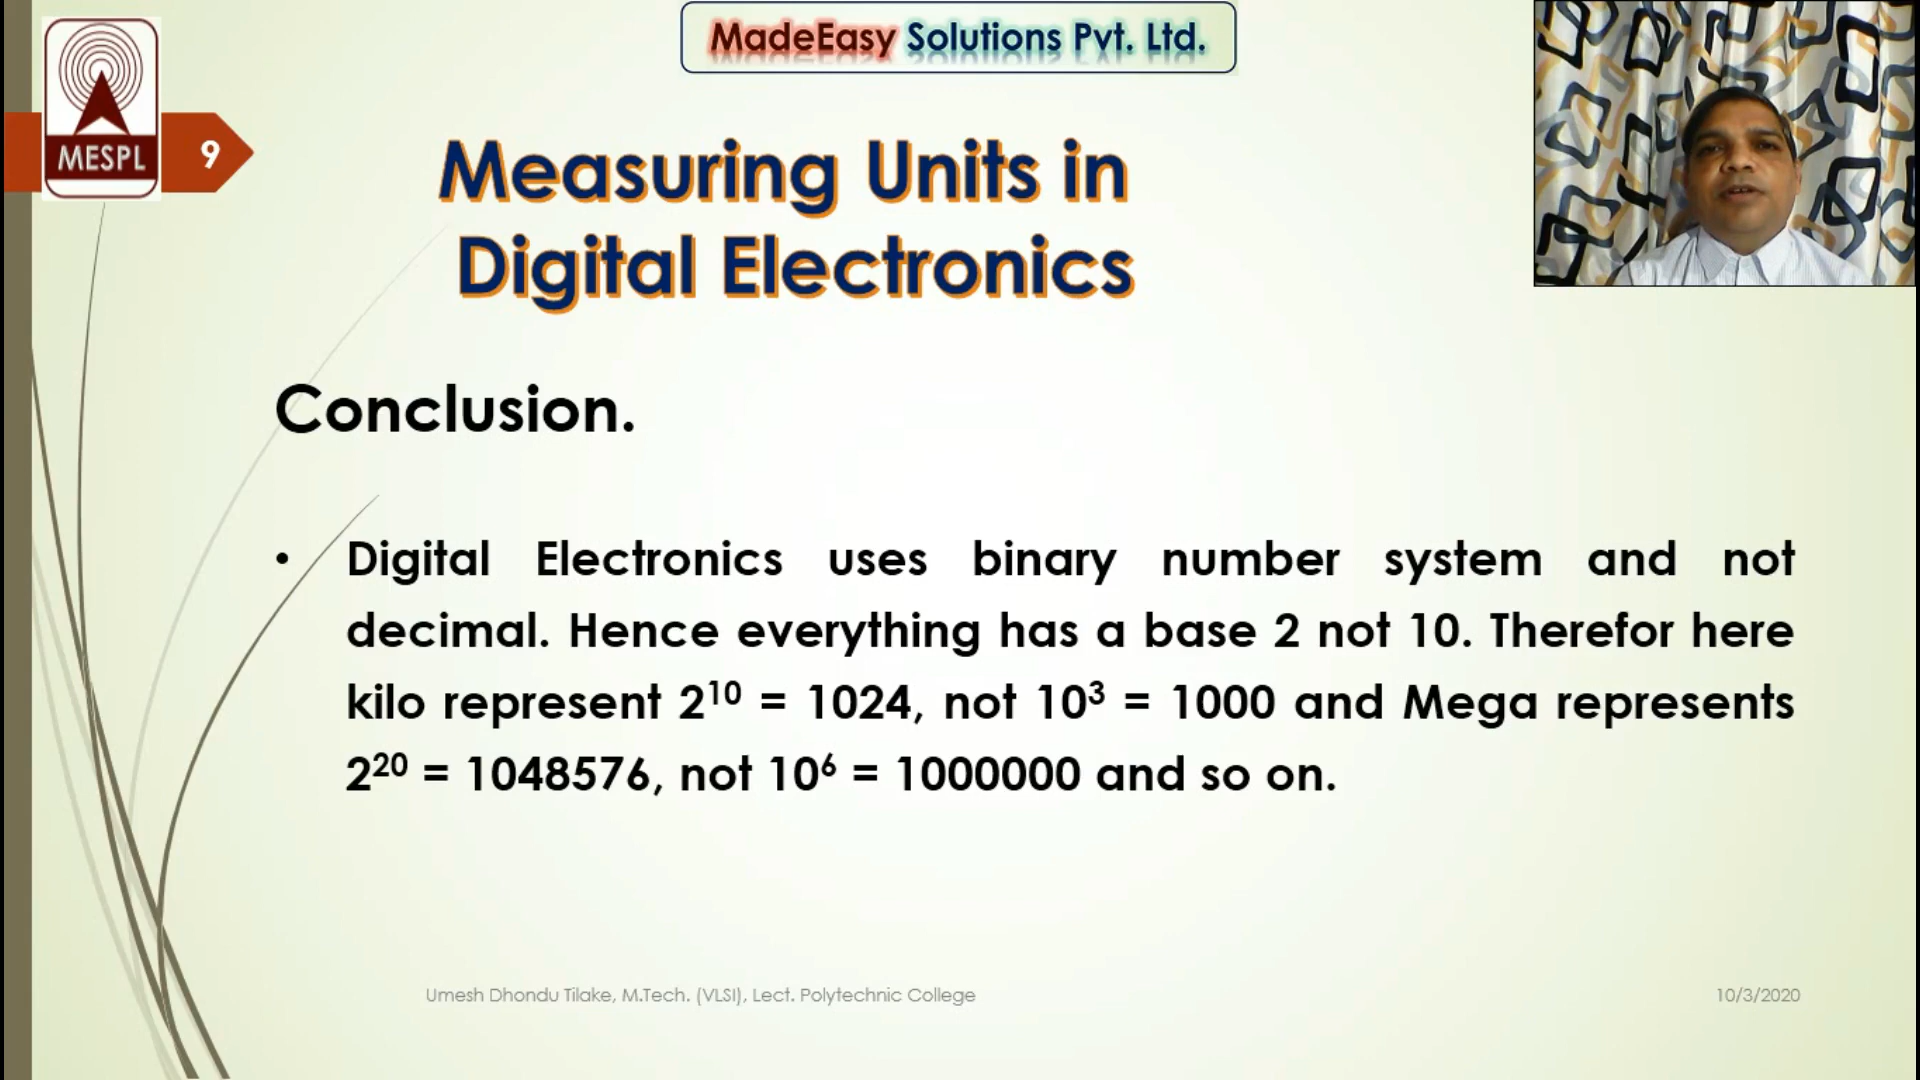 MadeEasy Solutions Pvt. Ltd.
MESPL
9
Measuring Units in
Digital Electronics
Conclusion.
• Digital Electronics uses binary number system and not
decimal. Hence everything has a base 2 not 10. Therefor here
kilo represent 2¹⁰ = 1024, not 10³ = 1000 and Mega represents
2²⁰ = 1048576, not 10⁶ = 1000000 and so on.
Umesh Dhondu Tilake, M.Tech. (VLSI), Lect. Polytechnic College
10/3/2020